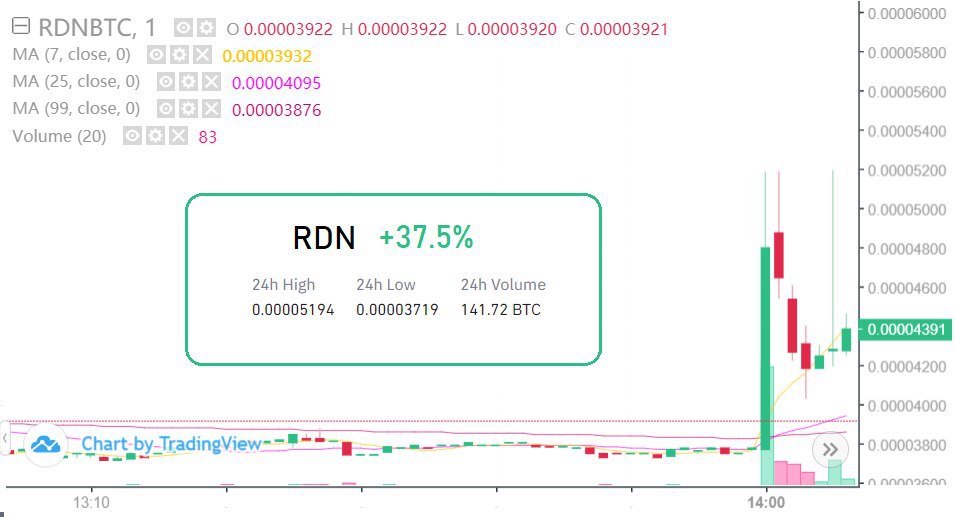 RDNBTC, 1 O 0.00003922 H 0.00003922 L 0.00003920 C 0.00003921
MA (7, close, 0) 0.00003932
MA (25, close, 0) 0.00004095
MA (99, close, 0) 0.00003876
Volume (20) 83
RDN +37.5%
24h High 24h Low 24h Volume
0.00005194 0.00003719 141.72 BTC
0.00006000
0.00005800
0.00005600
0.00005400
0.00005200
0.00005000
0.00004800
0.00004600
0.00004391
0.00004200
0.00004000
0.00003800
0.00003600
Chart by TradingView
13:10 14:00